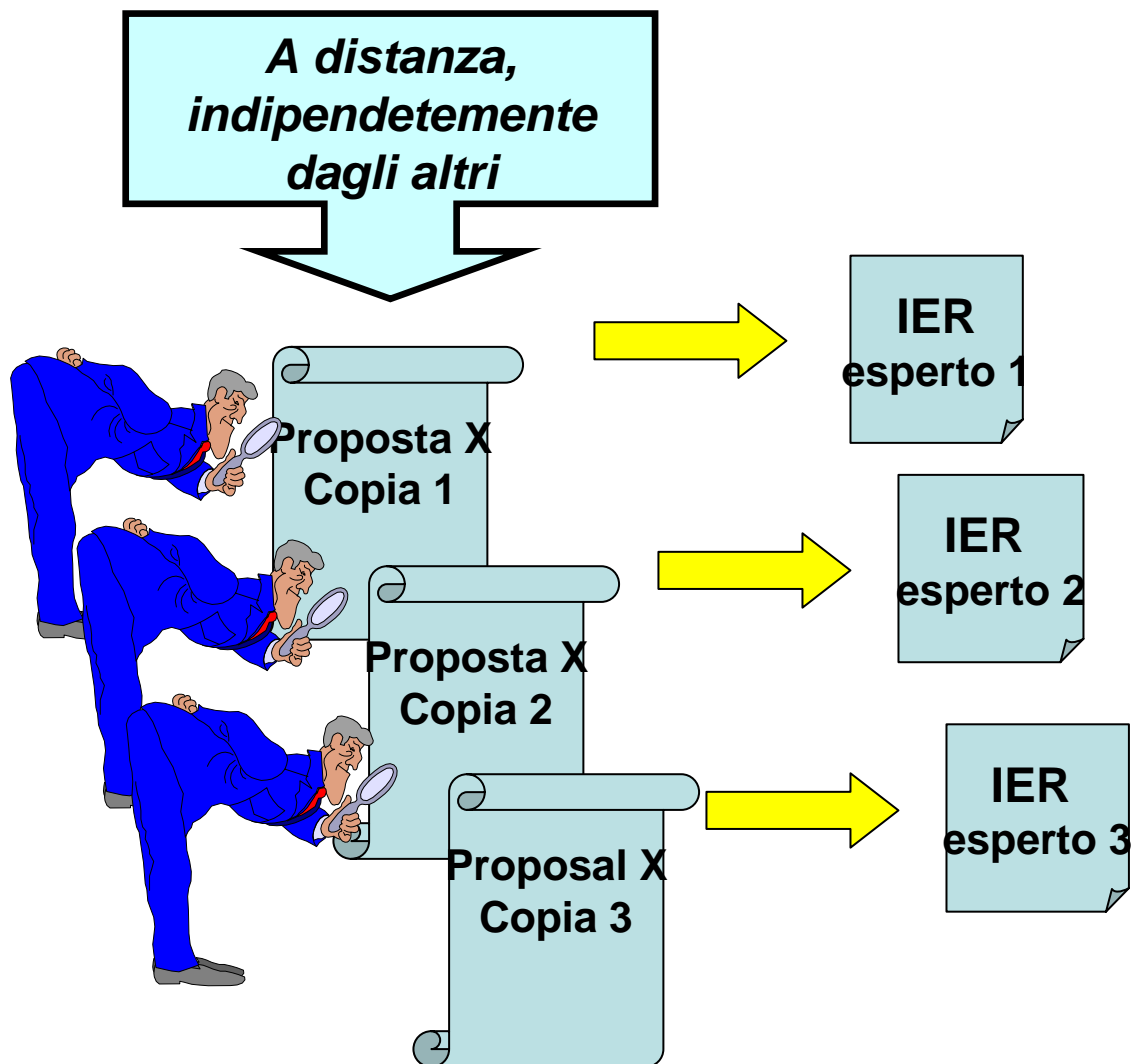 A distanza,
indipendetemente
dagli altri
Proposta X
Copia 1
IER
esperto 1
Proposta X
Copia 2
IER
esperto 2
Proposal X
Copia 3
IER
esperto 3